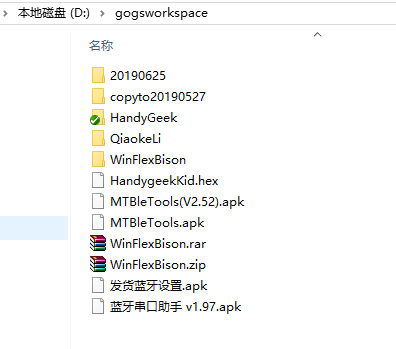 本地磁盘 (D:) gogsworkspace
名称
20190625
copyto20190527
HandyGeek
QiaokeLi
WinFlexBison
HandygeekKid.hex
MTBleTools(V2.52).apk
MTBleTools.apk
WinFlexBison.rar
WinFlexBison.zip
发货蓝牙设置.apk
蓝牙串口助手 v1.97.apk